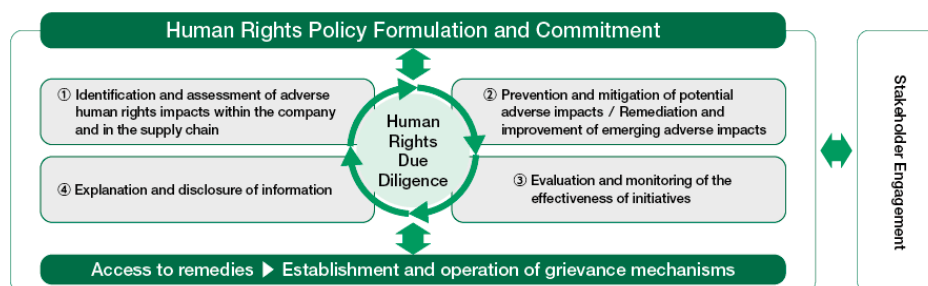 Human Rights Policy Formulation and Commitment
① Identification and assessment of adverse
human rights impacts within the company
and in the supply chain
② Prevention and mitigation of potential
adverse impacts / Remediation and
improvement of emerging adverse impacts
Human
Rights
Due
Diligence
④ Explanation and disclosure of information
③ Evaluation and monitoring of the
effectiveness of initiatives
Access to remedies ▶ Establishment and operation of grievance mechanisms
Stakeholder Engagement